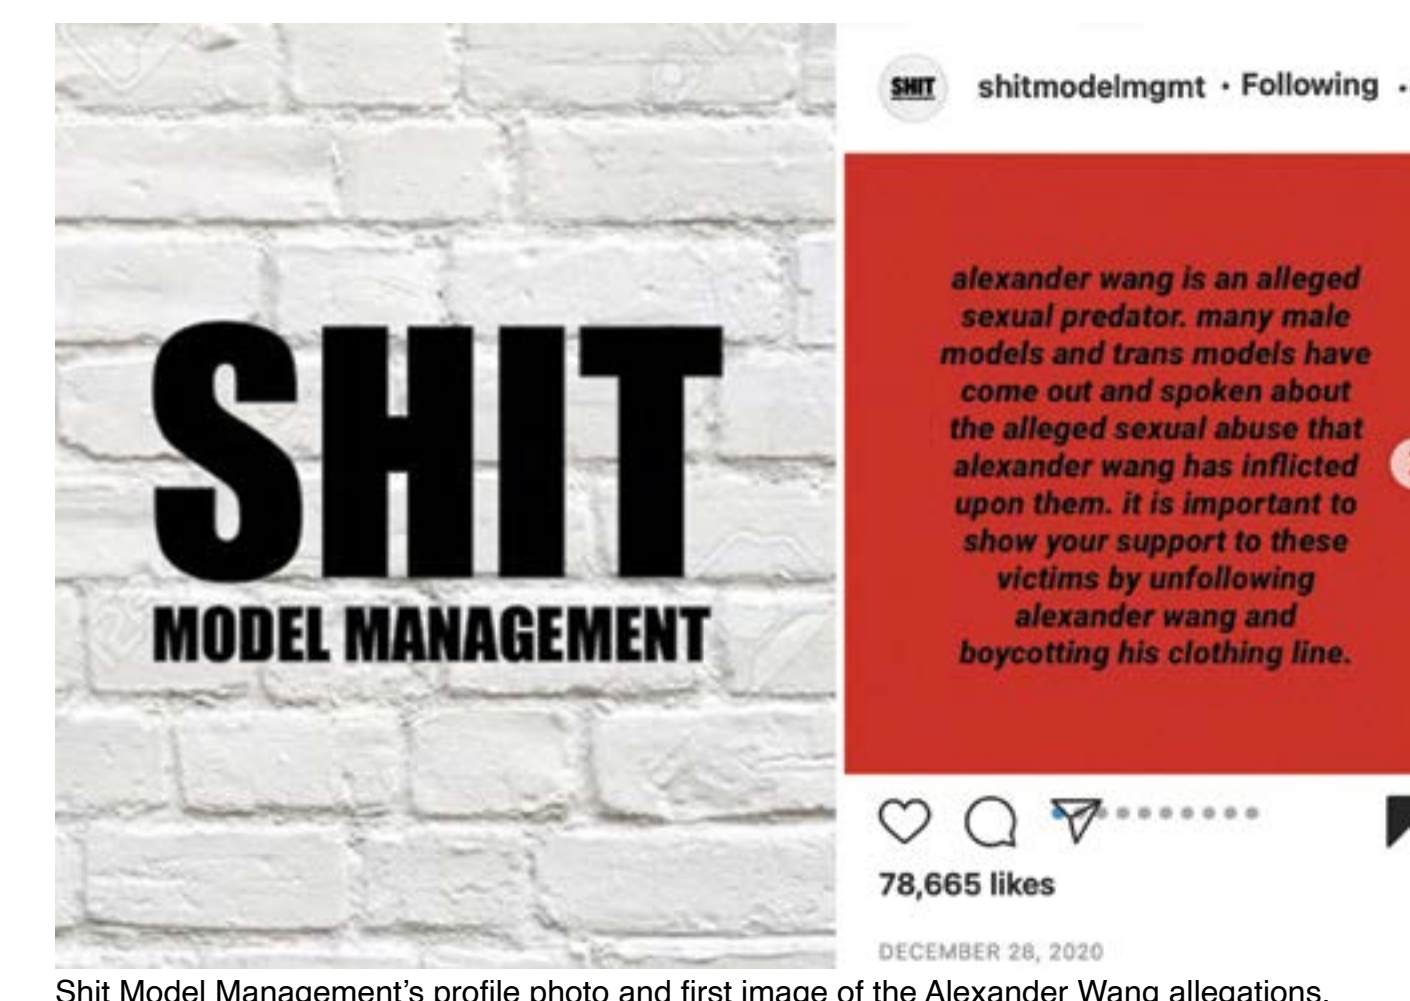 SHIT
MODEL MANAGEMENT
SHIT
shitmodelmgmt • Following
alexander wang is an alleged
sexual predator. many male
models and trans models have
come out and spoken about
the alleged sexual abuse that
alexander wang has inflicted
upon them. it is important to
show your support to these
victims by unfollowing
alexander wang and
boycotting his clothing line.
78,665 likes
DECEMBER 28, 2020
Shit Model Management's profile photo and first image of the Alexander Wang allegations.